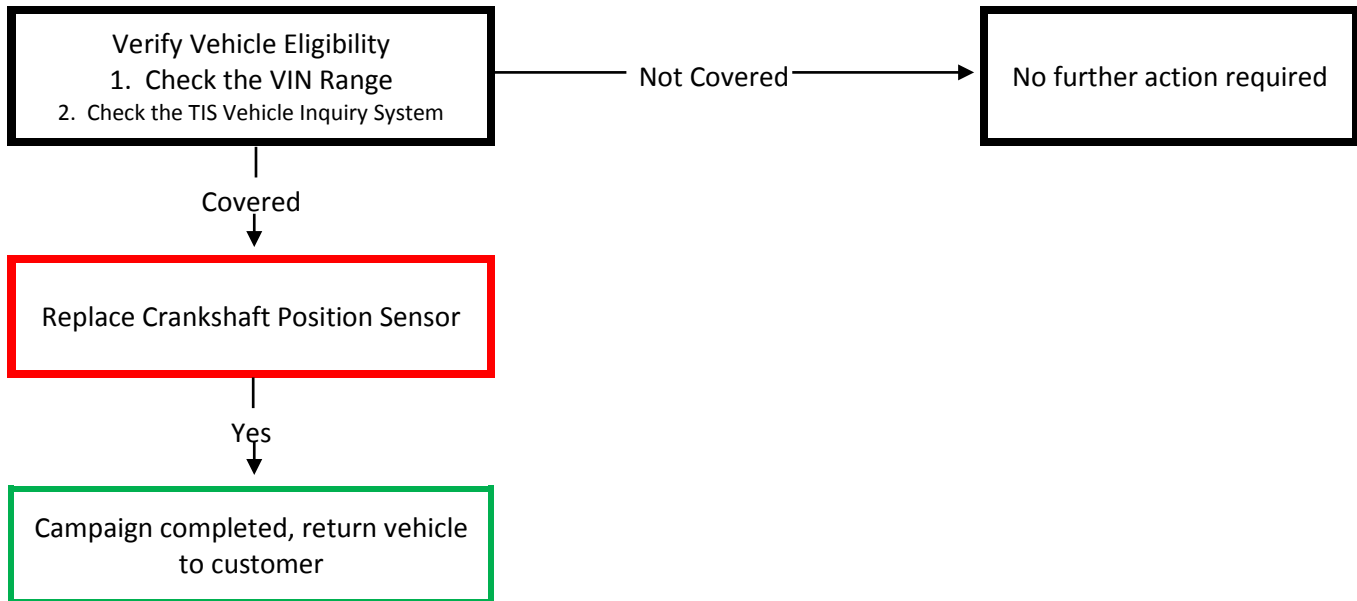 Verify Vehicle Eligibility
1. Check the VIN Range
2. Check the TIS Vehicle Inquiry System
Not Covered
No further action required
Covered
Replace Crankshaft Position Sensor
Yes
Campaign completed, return vehicle
to customer